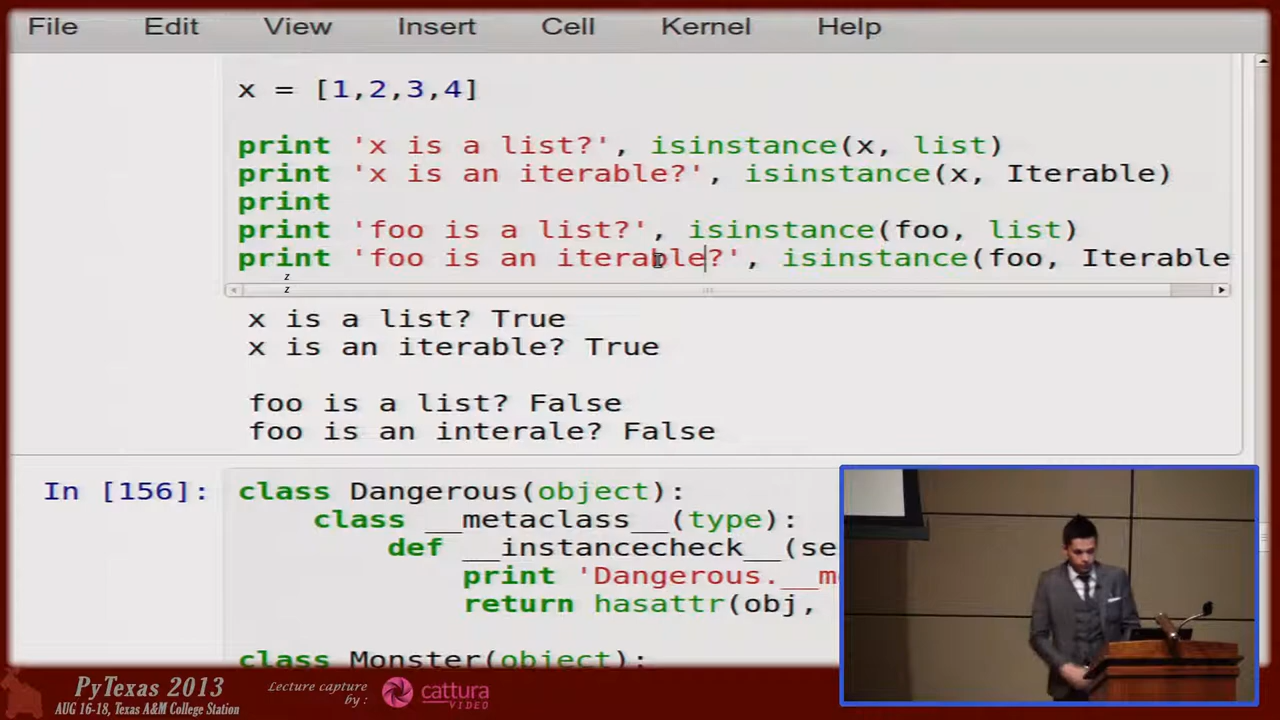 File Edit View Insert Cell Kernel Help
x = [1,2,3,4]
print 'x is a list?', isinstance(x, list)
print 'x is an iterable?', isinstance(x, Iterable)
print
print 'foo is a list?', isinstance(foo, list)
print 'foo is an iterable?', isinstance(foo, Iterable
z
z
x is a list? True
x is an iterable? True
foo is a list? False
foo is an interale? False
In [156]: class Dangerous(object):
class __metaclass__(type):
def __instancecheck__(se
print 'Dangerous.__m
return hasattr(obj,
class Monster(object):
PyTexas 2013
AUG 16-18, Texas A&M College Station
Lecture capture
by :
cattura
VIDEO